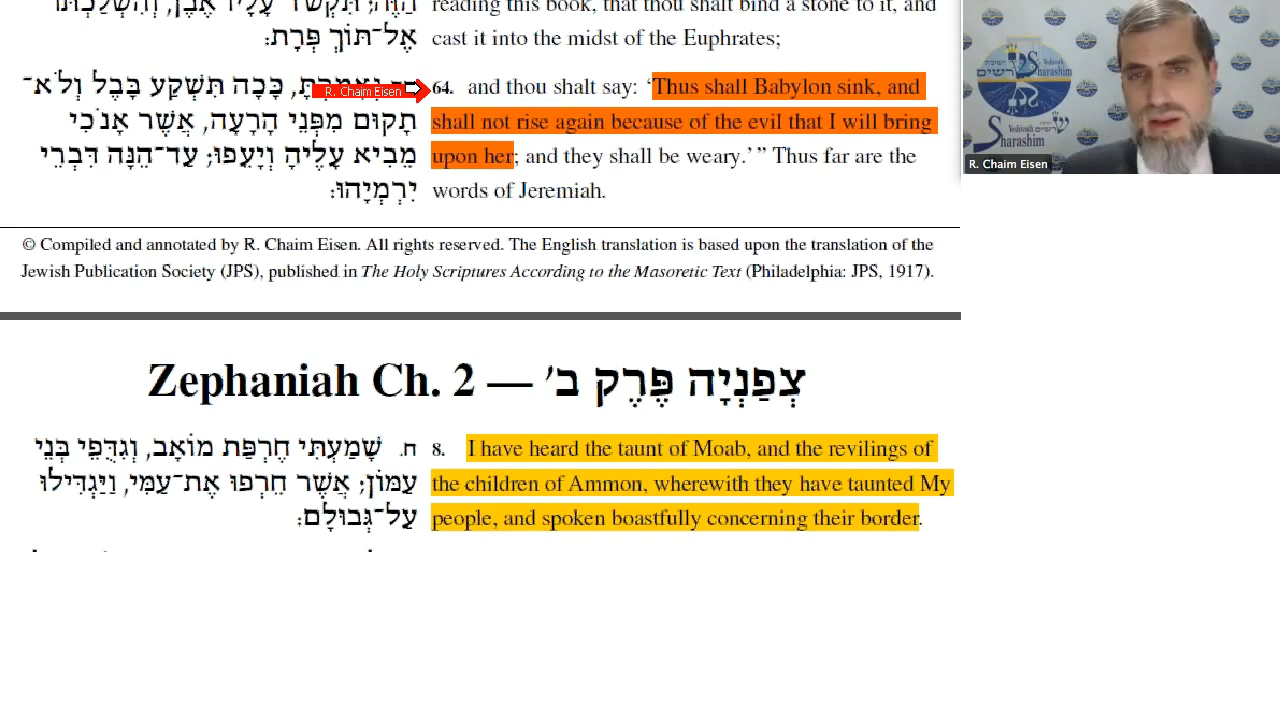 reading this book, that thou shalt bind a stone to it, and
cast it into the midst of the Euphrates;
אֶל־תּוֹךְ פְּרָת:
64. and thou shalt say: ‘Thus shall Babylon sink, and
shall not rise again because of the evil that I will bring
upon her; and they shall be weary.’ ” Thus far are the
words of Jeremiah.
R. Chaim Eisen
כָּכָה תִּשְׁקַע בָּבֶל וְלֹא־
תָקוּם מִפְּנֵי הָרָעָה, אֲשֶׁר אָנֹכִי
מֵבִיא עָלֶיהָ וְיָעֵפוּ; עַד־הֵנָּה דִּבְרֵי
יִרְמְיָהוּ:
© Compiled and annotated by R. Chaim Eisen. All rights reserved. The English translation is based upon the translation of the
Jewish Publication Society (JPS), published in The Holy Scriptures According to the Masoretic Text (Philadelphia: JPS, 1917).
Zephaniah Ch. 2 — צְפַנְיָה פֶּרֶק ב׳
8. I have heard the taunt of Moab, and the revilings of
the children of Ammon, wherewith they have taunted My
people, and spoken boastfully concerning their border.
ח. שָׁמַעְתִּי חֶרְפַּת מוֹאָב, וְגִדֻּפֵי בְּנֵי
עַמּוֹן; אֲשֶׁר חֵרְפוּ אֶת־עַמִּי, וַיַּגְדִּילוּ
עַל־גְּבוּלָם:
Sharashim
Yeshivath שרשים
Sharashim
R. Chaim Eisen